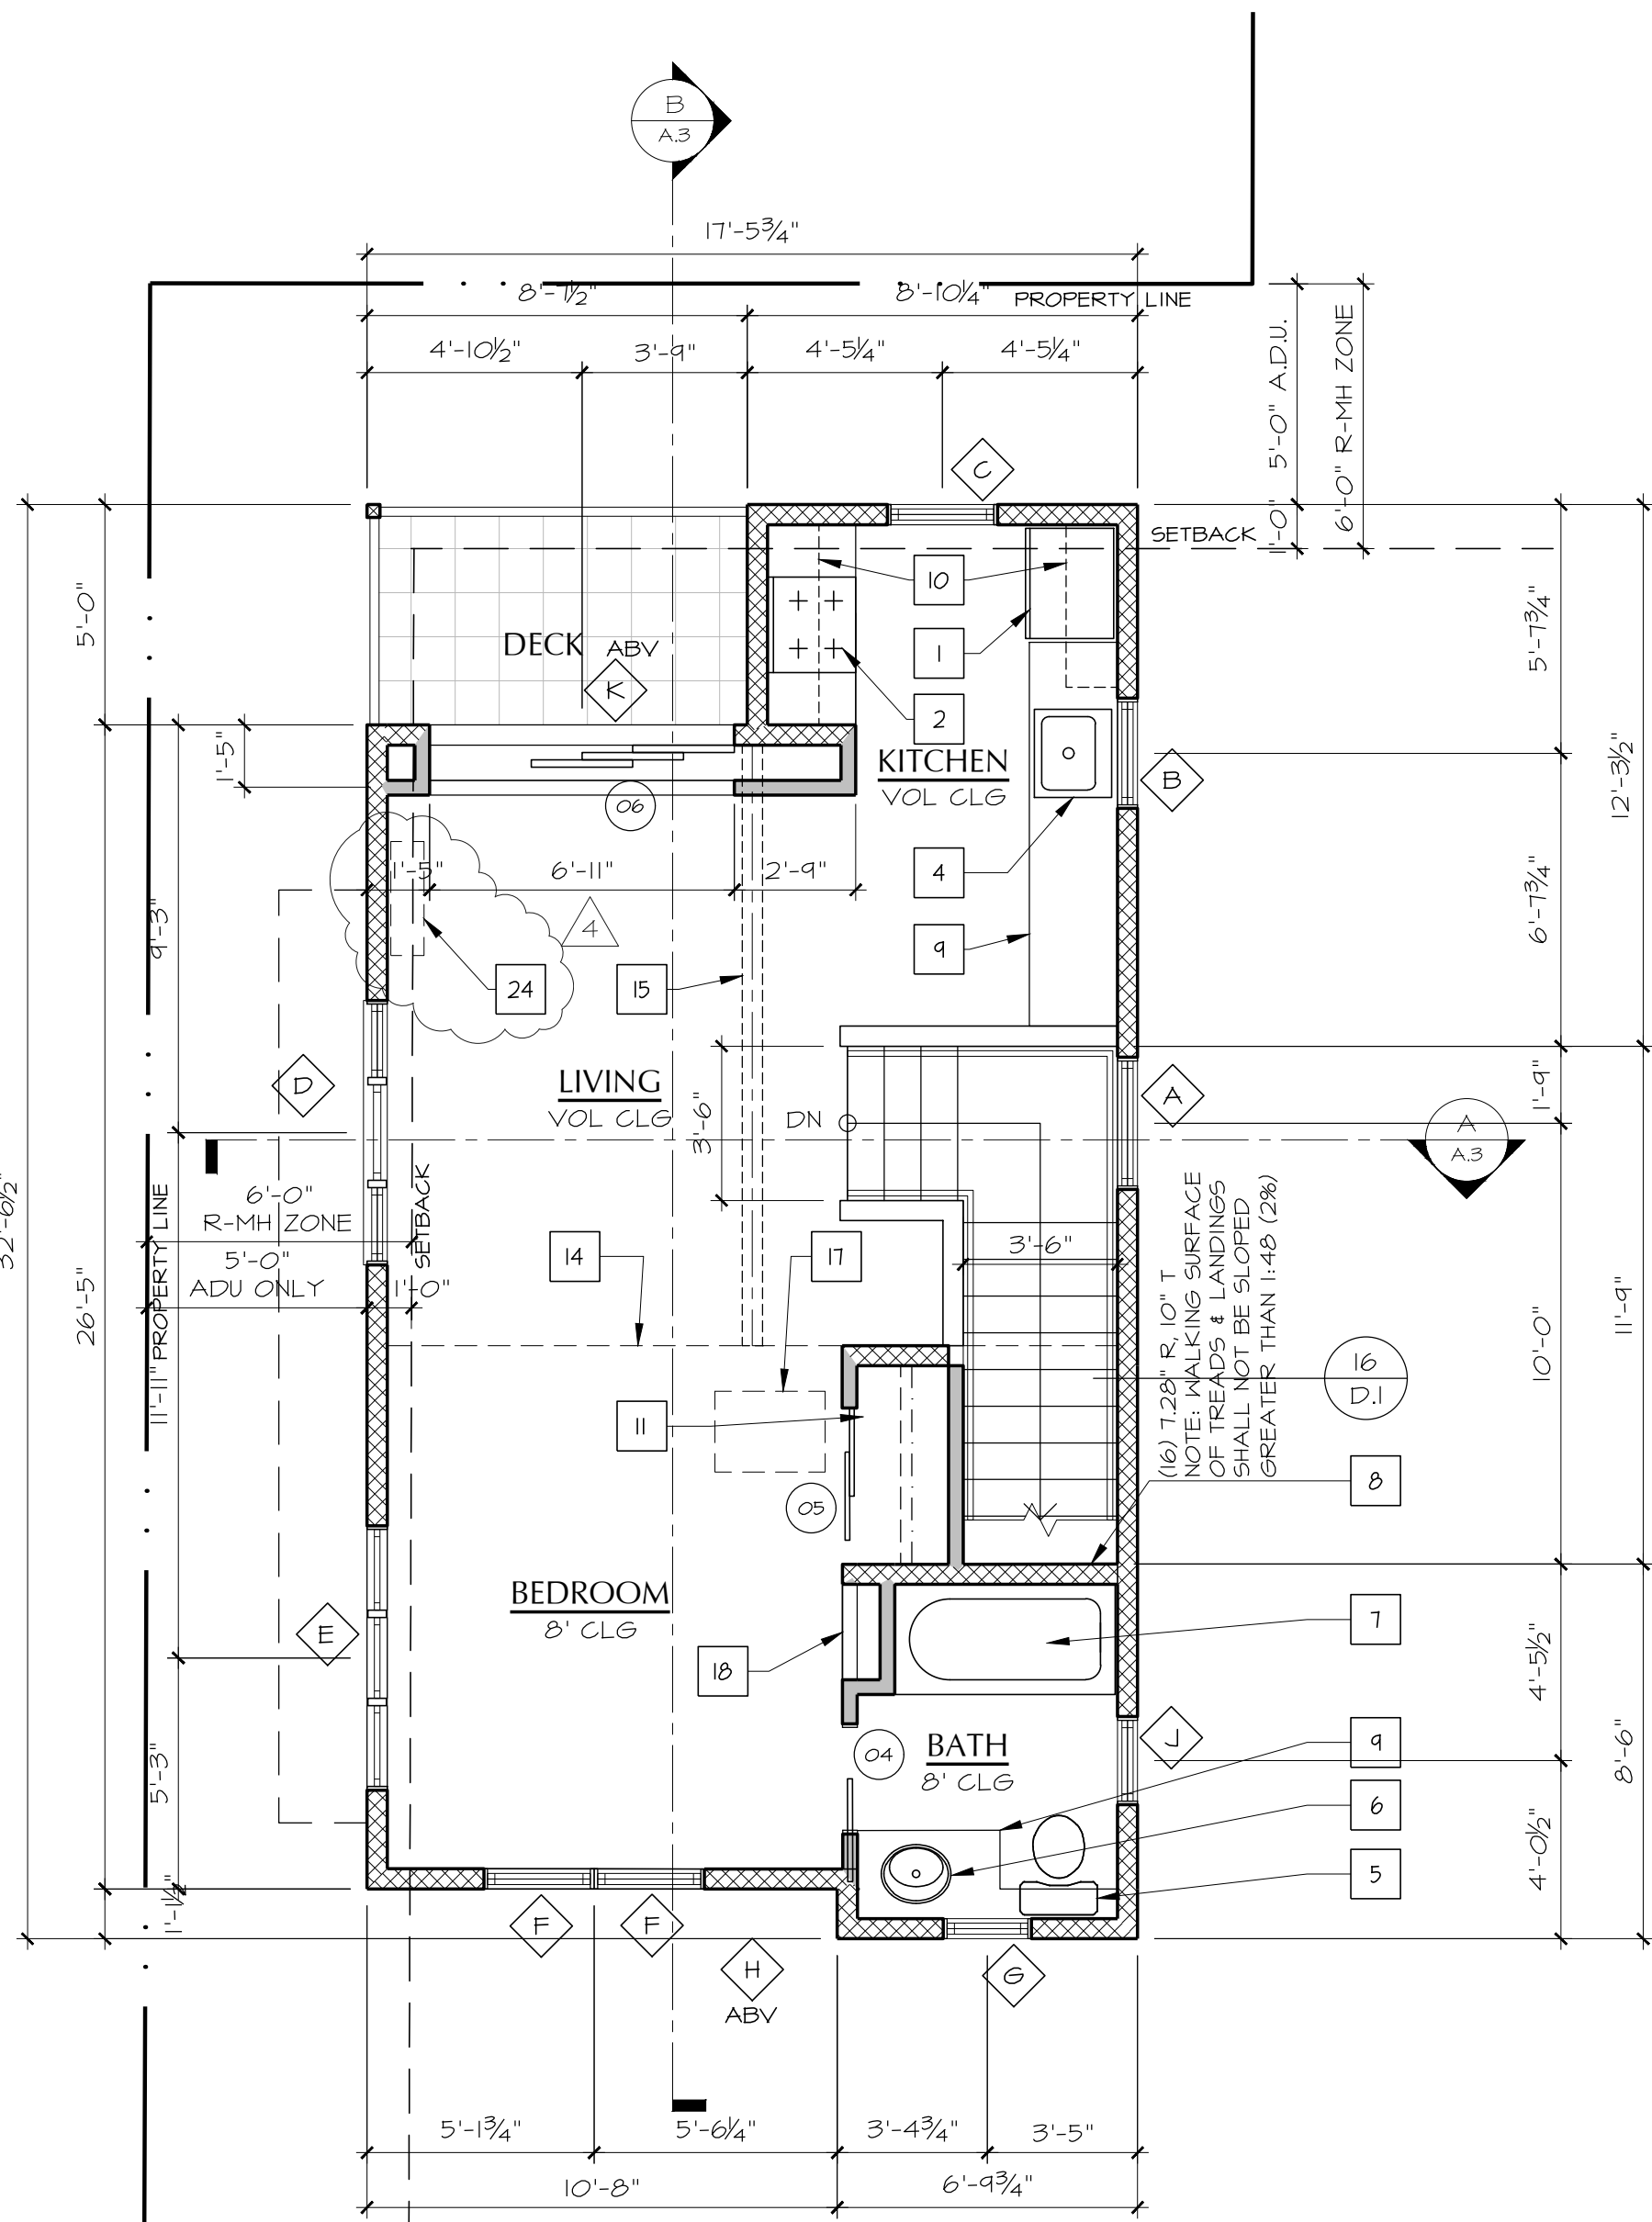 B
A.3
17'-5¾"
8'-7½"
8'-10¼"
PROPERTY LINE
4'-10½"
3'-9"
4'-5¼"
4'-5¼"
5'-0" A.D.U.
6'-0" R-MH ZONE
1'-0"
C
SETBACK
5'-0"
10
5'-7¾"
DECK
ABV
K
1
2
1'-5"
KITCHEN
VOL CLG
B
12'-3½"
06
1'-5"
6'-11"
2'-9"
4
4
9'-3"
9
6'-7¾"
24
15
D
LIVING
VOL CLG
3'-6"
DN
A
1'-9"
A
A.3
32'-6½"
6'-0"
R-MH ZONE
5'-0"
ADU ONLY
1'-0"
SETBACK
PROPERTY LINE
14
17
3'-6"
(16) 7.28" R, 10" T
NOTE: WALKING SURFACE
OF TREADS & LANDINGS
SHALL NOT BE SLOPED
GREATER THAN 1:48 (2%)
26'-5"
11'-11"
10'-0"
11'-9"
16
D.1
11
8
05
BEDROOM
8' CLG
E
18
7
4'-5½"
04
BATH
8' CLG
J
9
5'-3"
6
8'-6"
5
4'-0½"
1'-1½"
F
F
H
ABV
G
5'-1¾"
5'-6¼"
3'-4¾"
3'-5"
10'-8"
6'-9¾"